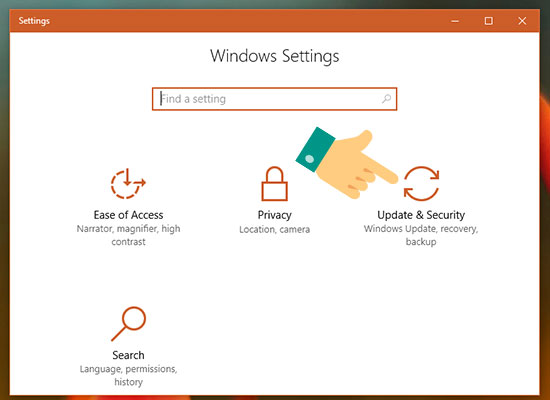 Settings
Windows Settings
Find a setting
Ease of Access
Narrator, magnifier, high
contrast
Privacy
Location, camera
Update & Security
Windows Update, recovery,
backup
Search
Language, permissions,
history